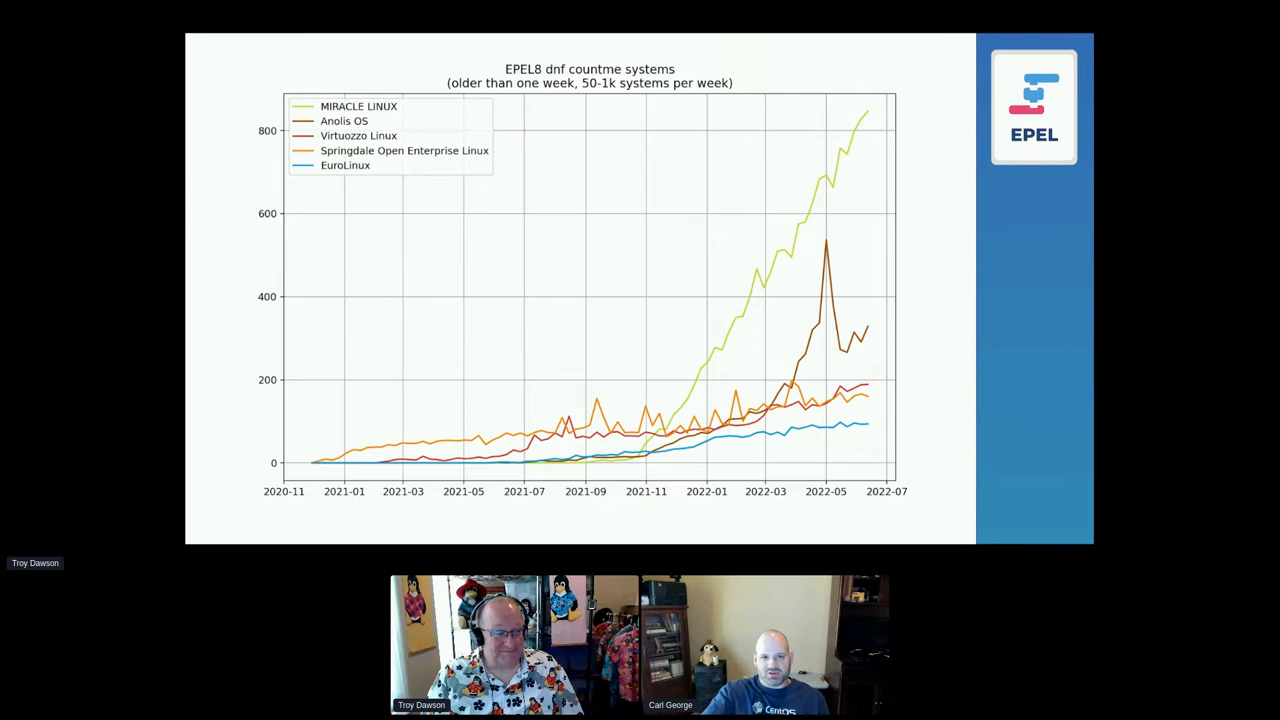 EPEL8 dnf countme systems
(older than one week, 50-1k systems per week)
MIRACLE LINUX
Anolis OS
Virtuozzo Linux
Springdale Open Enterprise Linux
EuroLinux
800
600
400
200
0
2020-11 2021-01 2021-03 2021-05 2021-07 2021-09 2021-11 2022-01 2022-03 2022-05 2022-07
EPEL
Troy Dawson
Troy Dawson
Carl George
CentOS